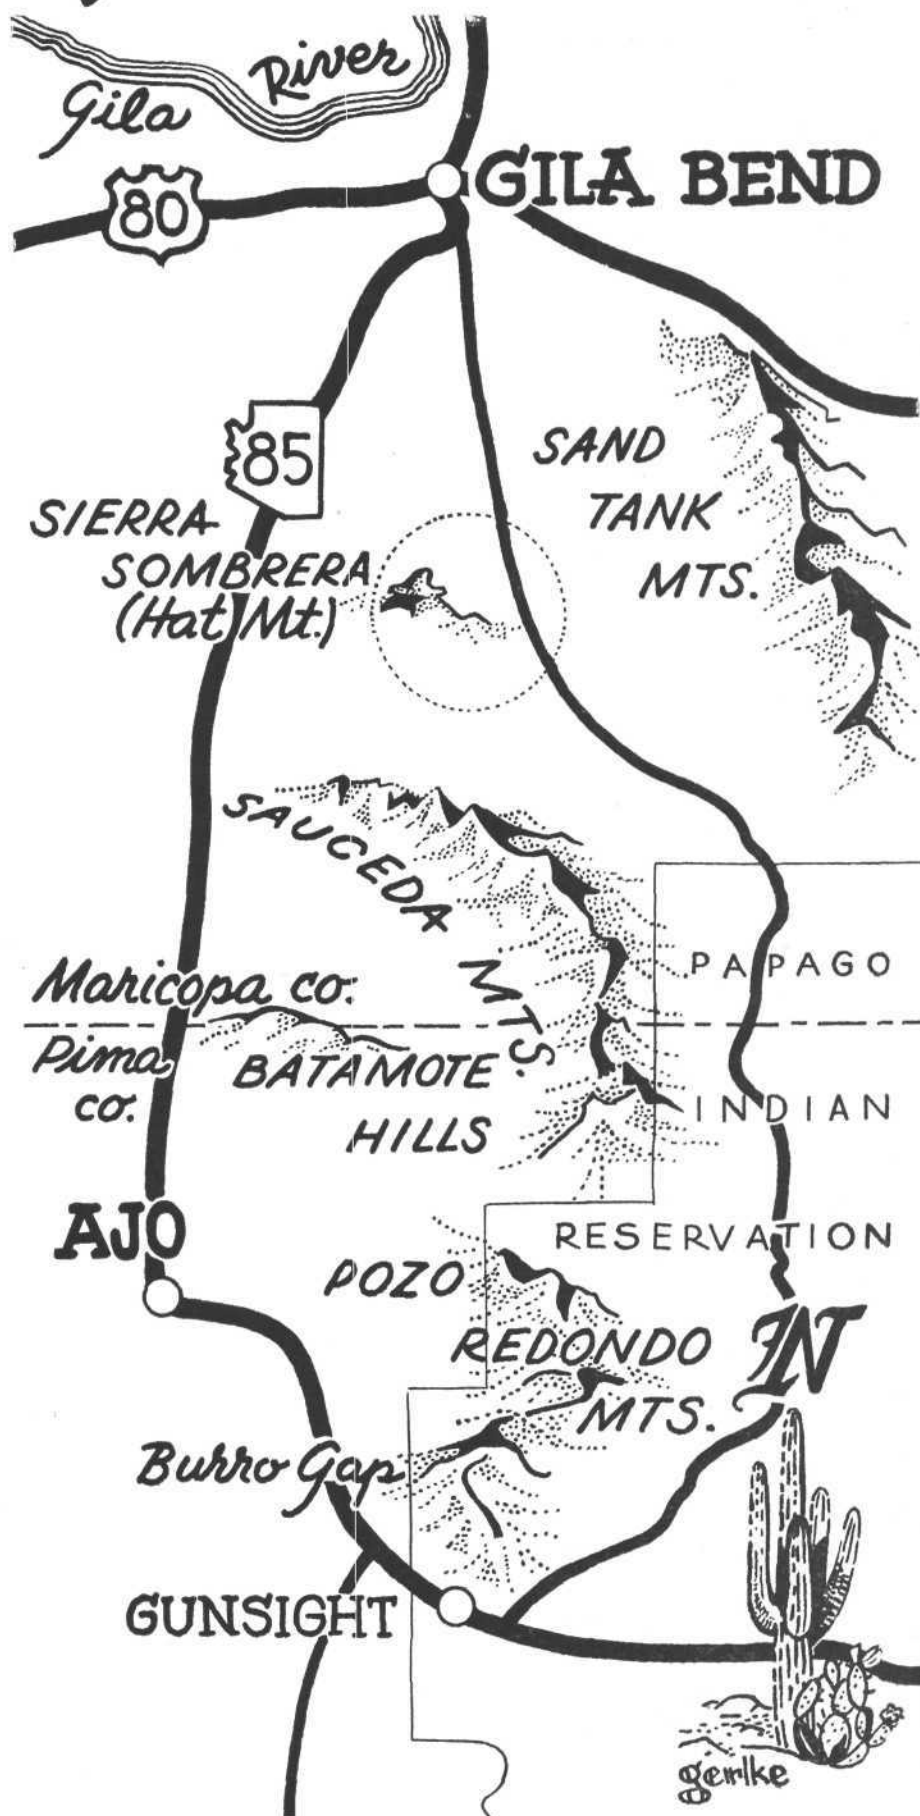 Gila River
80
GILA BEND
85
SAND
TANK
MTS.
SIERRA
SOMBRERA
(Hat Mt.)
SAUCEDA MTS.
PAPAGO
Maricopa co.
Pima
co.
BATAMOTE
HILLS
INDIAN
AJO
RESERVATION
POZO
REDONDO
MTS.
IN
Burro Gap
GUNSIGHT
gerlke